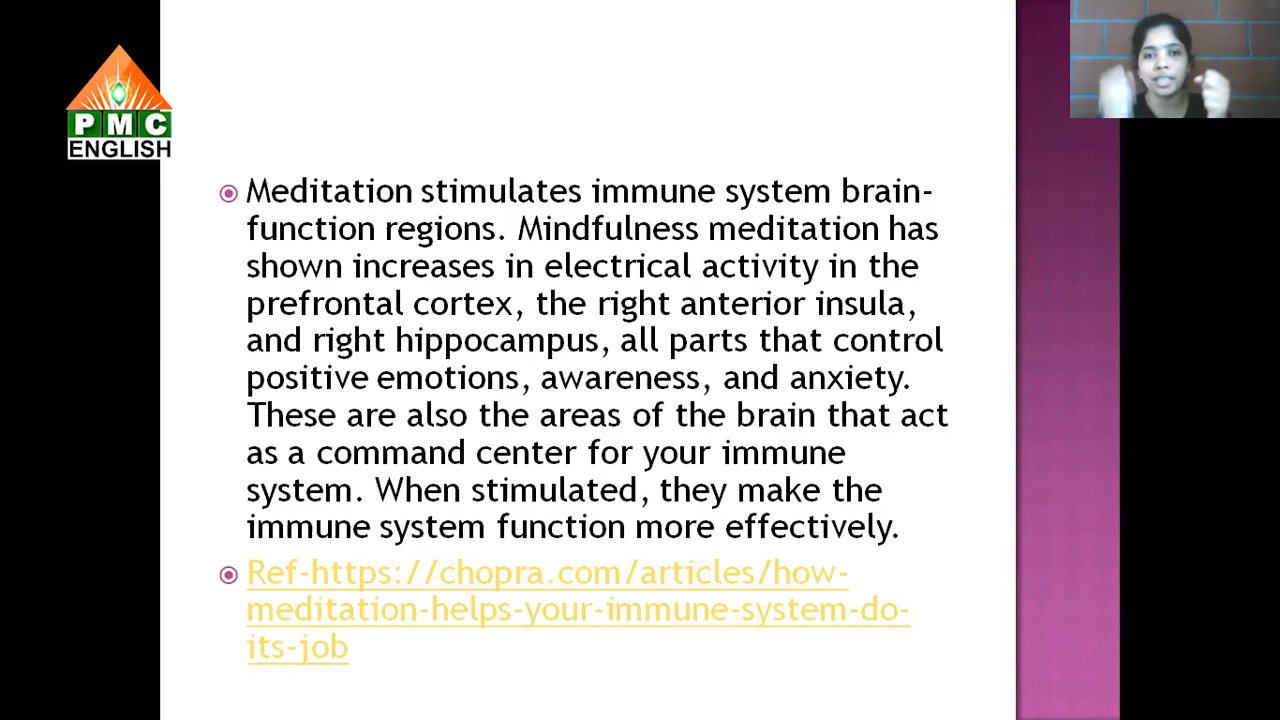 PMC
ENGLISH
Meditation stimulates immune system brain-
function regions. Mindfulness meditation has
shown increases in electrical activity in the
prefrontal cortex, the right anterior insula,
and right hippocampus, all parts that control
positive emotions, awareness, and anxiety.
These are also the areas of the brain that act
as a command center for your immune
system. When stimulated, they make the
immune system function more effectively.
Ref-https://chopra.com/articles/how-
meditation-helps-your-immune-system-do-
its-job